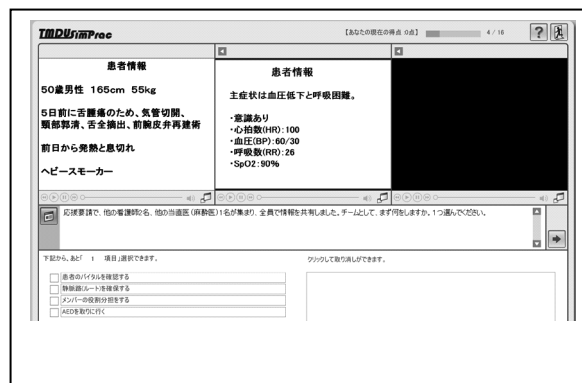 TMDUSimPrac
【あなたの現在の得点 0点】 4 / 16
患者情報
50歳男性 165cm 55kg
5日前に舌腫瘍のため、気管切開、
頸部郭清、舌全摘出、前腕皮弁再建術
前日から発熱と息切れ
ヘビースモーカー
患者情報
主症状は血圧低下と呼吸困難。
・意識あり
・心拍数(HR):100
・血圧(BP):60/30
・呼吸数(RR):26
・SpO2:90%
応援要請で、他の看護師2名、他の当直医(麻酔医)1名が集まり、全員で情報を共有しました。チームとして、まず何をしますか。1つ選んでください。
下記から、あと「 1 項目」選択できます。
クリックして取り消しができます。
患者のバイタルを確認する
静脈路(ルート)を確保する
メンバーの役割分担をする
AEDを取りに行く